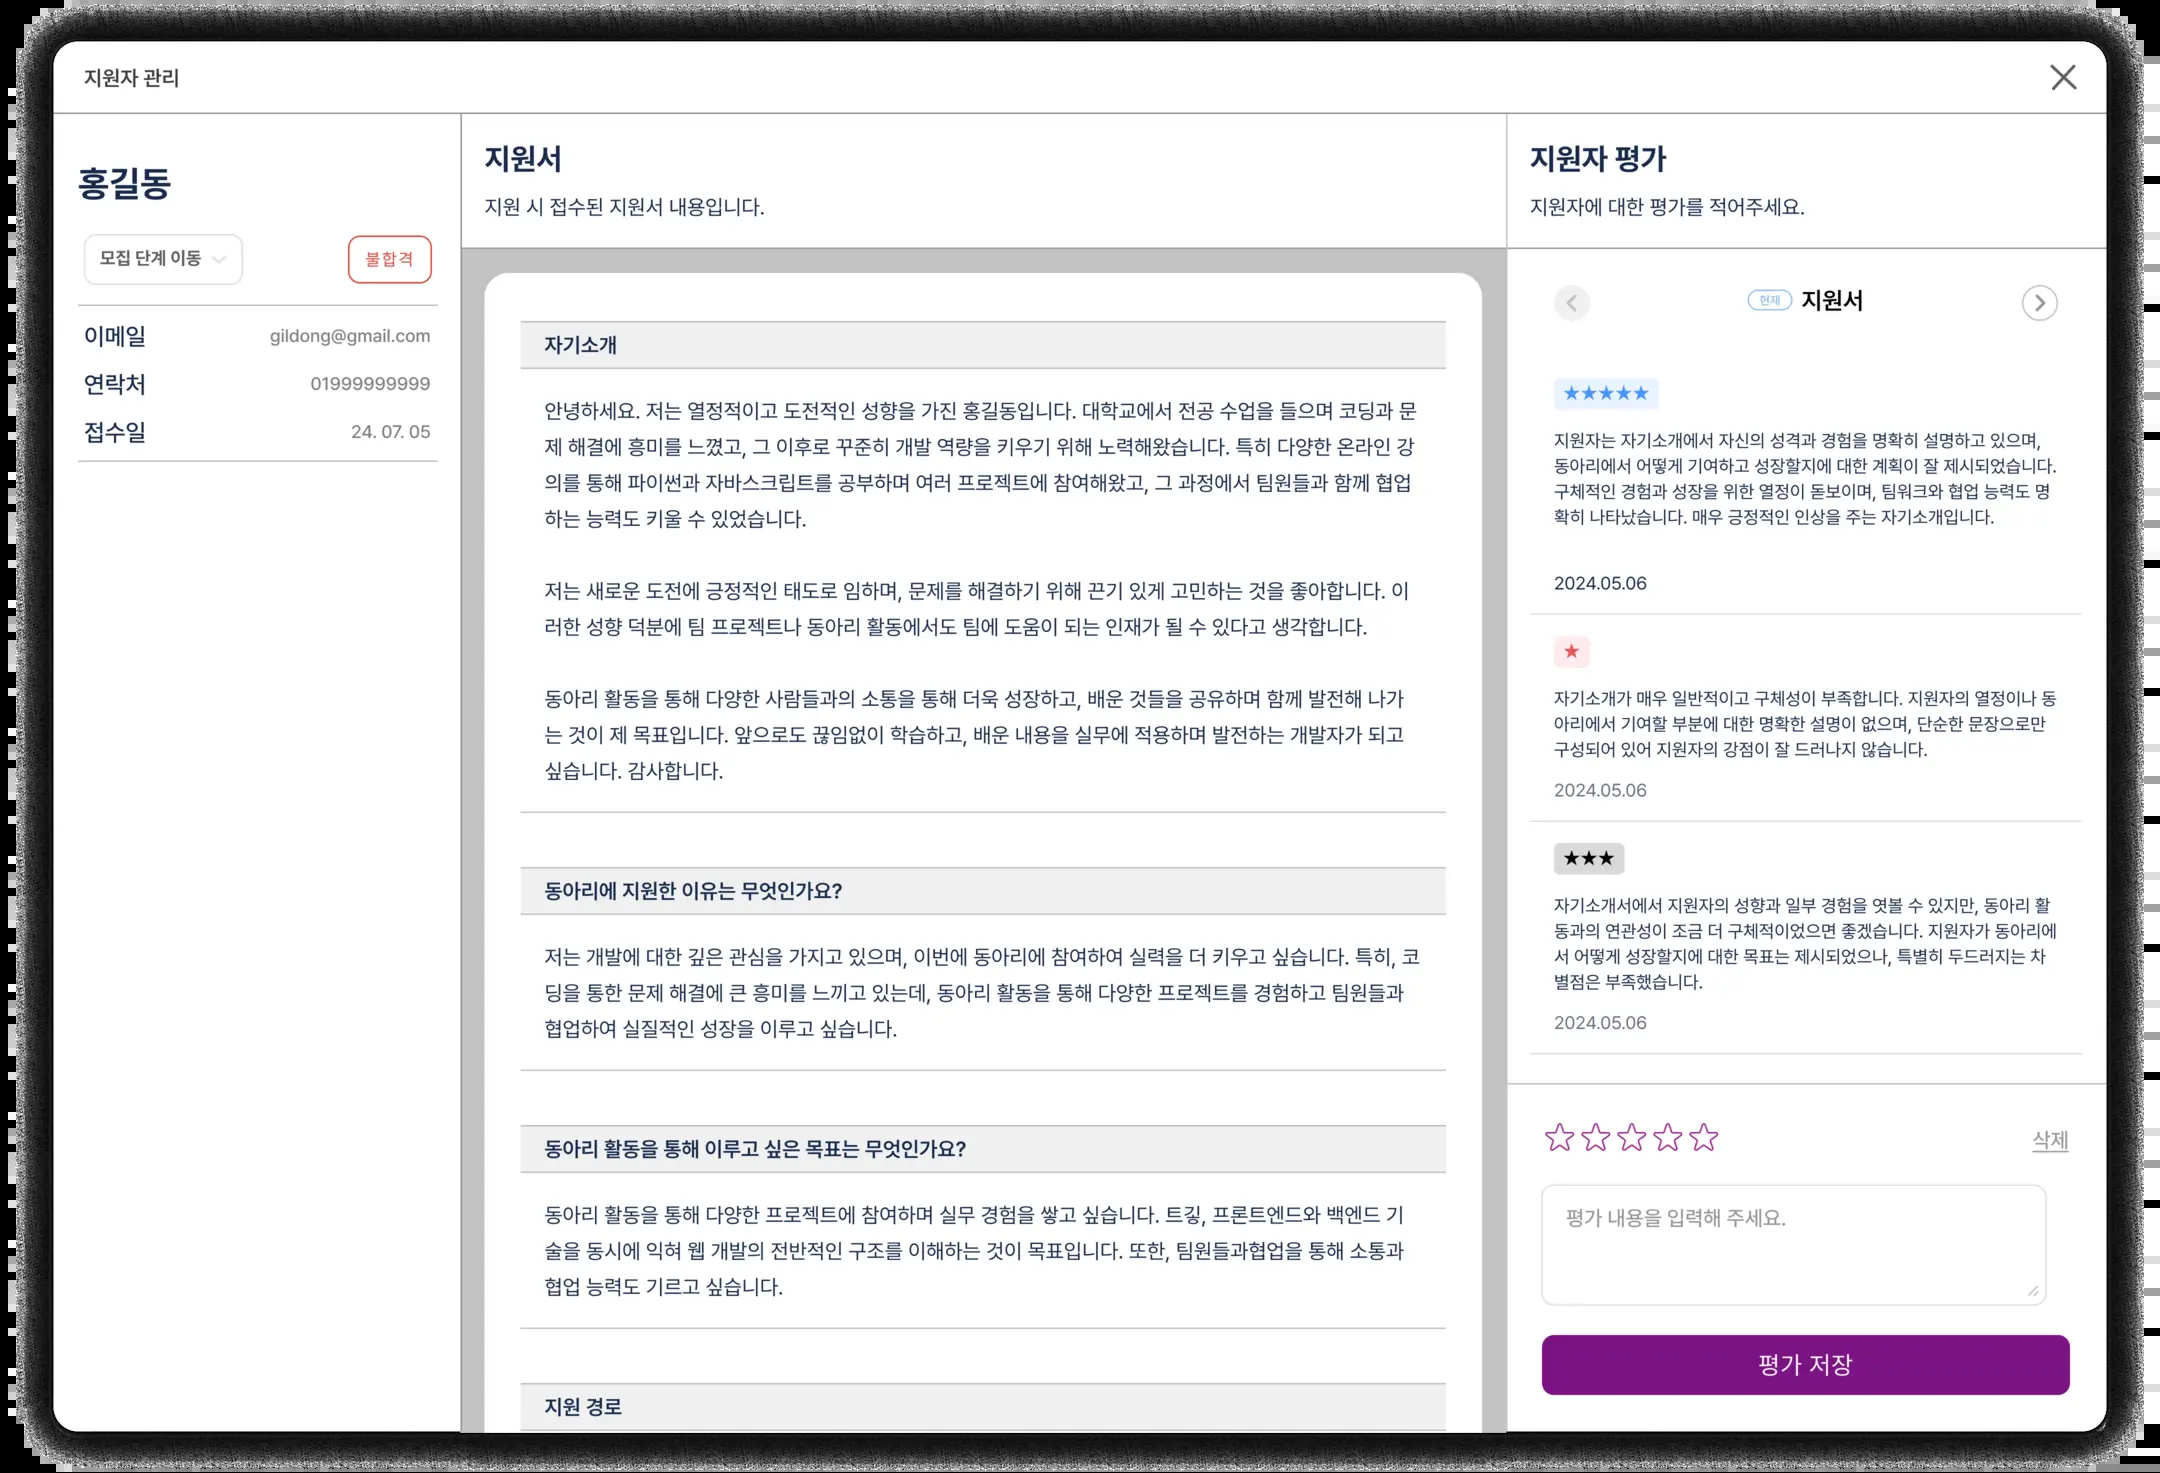 지원자 관리
홍길동
모집 단계 이동
불합격
이메일 gildong@gmail.com
연락처 01999999999
접수일 24. 07. 05
지원서
지원 시 접수된 지원서 내용입니다.
자기소개
안녕하세요. 저는 열정적이고 도전적인 성향을 가진 홍길동입니다. 대학교에서 전공 수업을 들으며 코딩과 문
제 해결에 흥미를 느꼈고, 그 이후로 꾸준히 개발 역량을 키우기 위해 노력해왔습니다. 특히 다양한 온라인 강
의를 통해 파이썬과 자바스크립트를 공부하며 여러 프로젝트에 참여해왔고, 그 과정에서 팀원들과 함께 협업
하는 능력도 키울 수 있었습니다.
저는 새로운 도전에 긍정적인 태도로 임하며, 문제를 해결하기 위해 끈기 있게 고민하는 것을 좋아합니다. 이
러한 성향 덕분에 팀 프로젝트나 동아리 활동에서도 팀에 도움이 되는 인재가 될 수 있다고 생각합니다.
동아리 활동을 통해 다양한 사람들과의 소통을 통해 더욱 성장하고, 배운 것들을 공유하며 함께 발전해 나가
는 것이 제 목표입니다. 앞으로도 끊임없이 학습하고, 배운 내용을 실무에 적용하며 발전하는 개발자가 되고
싶습니다. 감사합니다.
동아리에 지원한 이유는 무엇인가요?
저는 개발에 대한 깊은 관심을 가지고 있으며, 이번에 동아리에 참여하여 실력을 더 키우고 싶습니다. 특히, 코
딩을 통한 문제 해결에 큰 흥미를 느끼고 있는데, 동아리 활동을 통해 다양한 프로젝트를 경험하고 팀원들과
협업하여 실질적인 성장을 이루고 싶습니다.
동아리 활동을 통해 이루고 싶은 목표는 무엇인가요?
동아리 활동을 통해 다양한 프로젝트에 참여하며 실무 경험을 쌓고 싶습니다. 트깋, 프론트엔드와 백엔드 기
술을 동시에 익혀 웹 개발의 전반적인 구조를 이해하는 것이 목표입니다. 또한, 팀원들과협업을 통해 소통과
협업 능력도 기르고 싶습니다.
지원 경로
지원자 평가
지원자에 대한 평가를 적어주세요.
현재 지원서
★★★★★
지원자는 자기소개에서 자신의 성격과 경험을 명확히 설명하고 있으며,
동아리에서 어떻게 기여하고 성장할지에 대한 계획이 잘 제시되었습니다.
구체적인 경험과 성장을 위한 열정이 돋보이며, 팀워크와 협업 능력도 명
확히 나타났습니다. 매우 긍정적인 인상을 주는 자기소개입니다.
2024.05.06
★
자기소개가 매우 일반적이고 구체성이 부족합니다. 지원자의 열정이나 동
아리에서 기여할 부분에 대한 명확한 설명이 없으며, 단순한 문장으로만
구성되어 있어 지원자의 강점이 잘 드러나지 않습니다.
2024.05.06
★★★
자기소개서에서 지원자의 성향과 일부 경험을 엿볼 수 있지만, 동아리 활
동과의 연관성이 조금 더 구체적이었으면 좋겠습니다. 지원자가 동아리에
서 어떻게 성장할지에 대한 목표는 제시되었으나, 특별히 두드러지는 차
별점은 부족했습니다.
2024.05.06
삭제
평가 내용을 입력해 주세요.
평가 저장